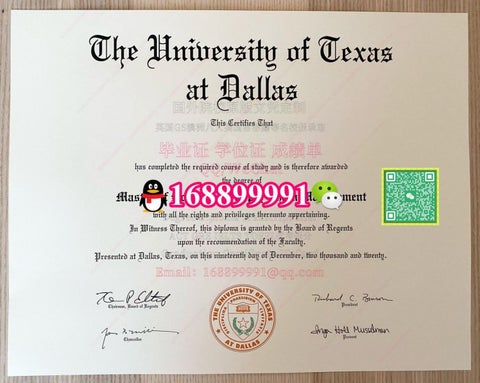 The University of Texas
at Dallas
This Certifies That
毕业证 学位证 成绩单
has completed the required course of study and is therefore awarded
the degree of
168899991
with all the rights and privileges thereunto appertaining.
In Witness Thereof, this diploma is granted by the Board of Regents
upon the recommendation of the Faculty.
Presented at Dallas, Texas, on this nineteenth day of December, two thousand and twenty.
Email: 168899991@qq.com
Chairman, Board of Regents
President
Chancellor
THE UNIVERSITY OF TEXAS
AT DALLAS